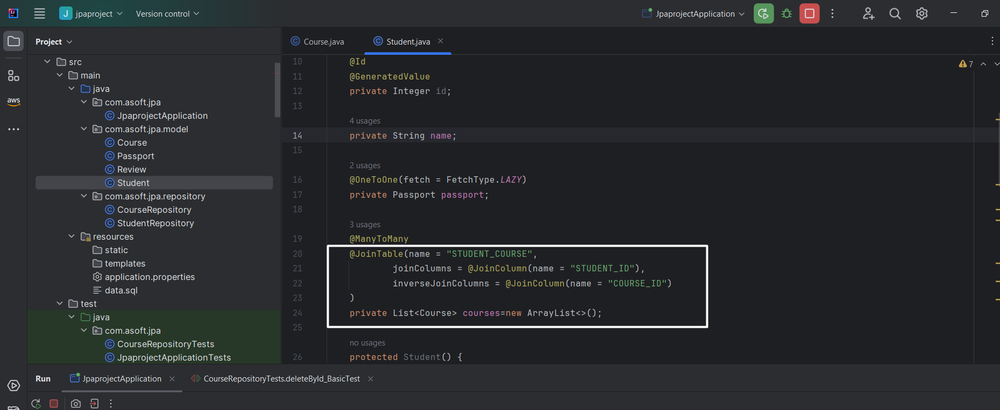 J jpaproject Version control JpaprojectApplication
Project
Course.java Student.java
src
main
java
com.asoft.jpa
JpaprojectApplication
com.asoft.jpa.model
Course
Passport
Review
Student
com.asoft.jpa.repository
CourseRepository
StudentRepository
resources
static
templates
application.properties
data.sql
test
java
com.asoft.jpa
CourseRepositoryTests
JpaprojectApplicationTests
aws
7
10 @Id
11 @GeneratedValue
12 private Integer id;
13
4 usages
14 private String name;
15
2 usages
16 @OneToOne(fetch = FetchType.LAZY)
17 private Passport passport;
18
3 usages
19 @ManyToMany
20 @JoinTable(name = "STUDENT_COURSE",
21 joinColumns = @JoinColumn(name = "STUDENT_ID"),
22 inverseJoinColumns = @JoinColumn(name = "COURSE_ID")
23 )
24 private List<Course> courses=new ArrayList<>();
25
no usages
26 protected Student() {
Run JpaprojectApplication CourseRepositoryTests.deleteById_BasicTest